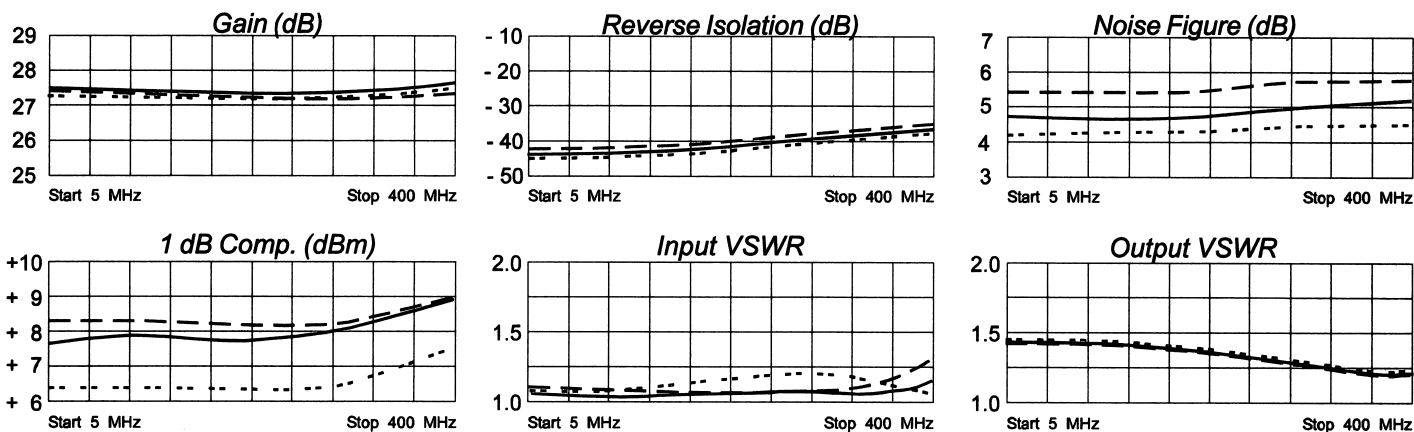 Gain (dB)
29
28
27
26
25
Start 5 MHz
Stop 400 MHz
Reverse Isolation (dB)
- 10
- 20
- 30
- 40
- 50
Start 5 MHz
Stop 400 MHz
Noise Figure (dB)
7
6
5
4
3
Start 5 MHz
Stop 400 MHz
1 dB Comp. (dBm)
+10
+ 9
+ 8
+ 7
+ 6
Start 5 MHz
Stop 400 MHz
Input VSWR
2.0
1.5
1.0
Start 5 MHz
Stop 400 MHz
Output VSWR
2.0
1.5
1.0
Start 5 MHz
Stop 400 MHz